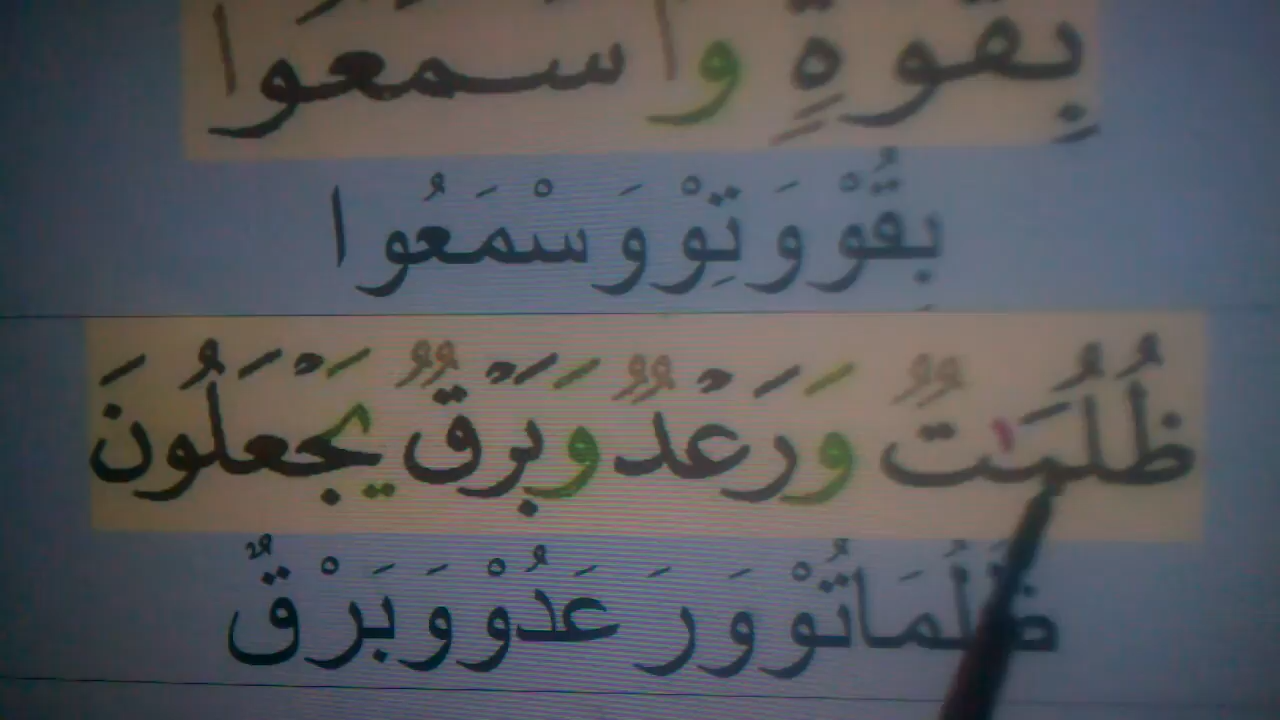 بِقُوَّةٍ وَاسْمَعُوا
بِقُوْ وَ تِوْ وَسْمَعُوا
ظُلُمَٰتٌ وَرَعْدٌ وَبَرْقٌ يَجْعَلُونَ
ظُلُمَاتُوْ وَرَ عَدُوْ وَبَرْقٌ